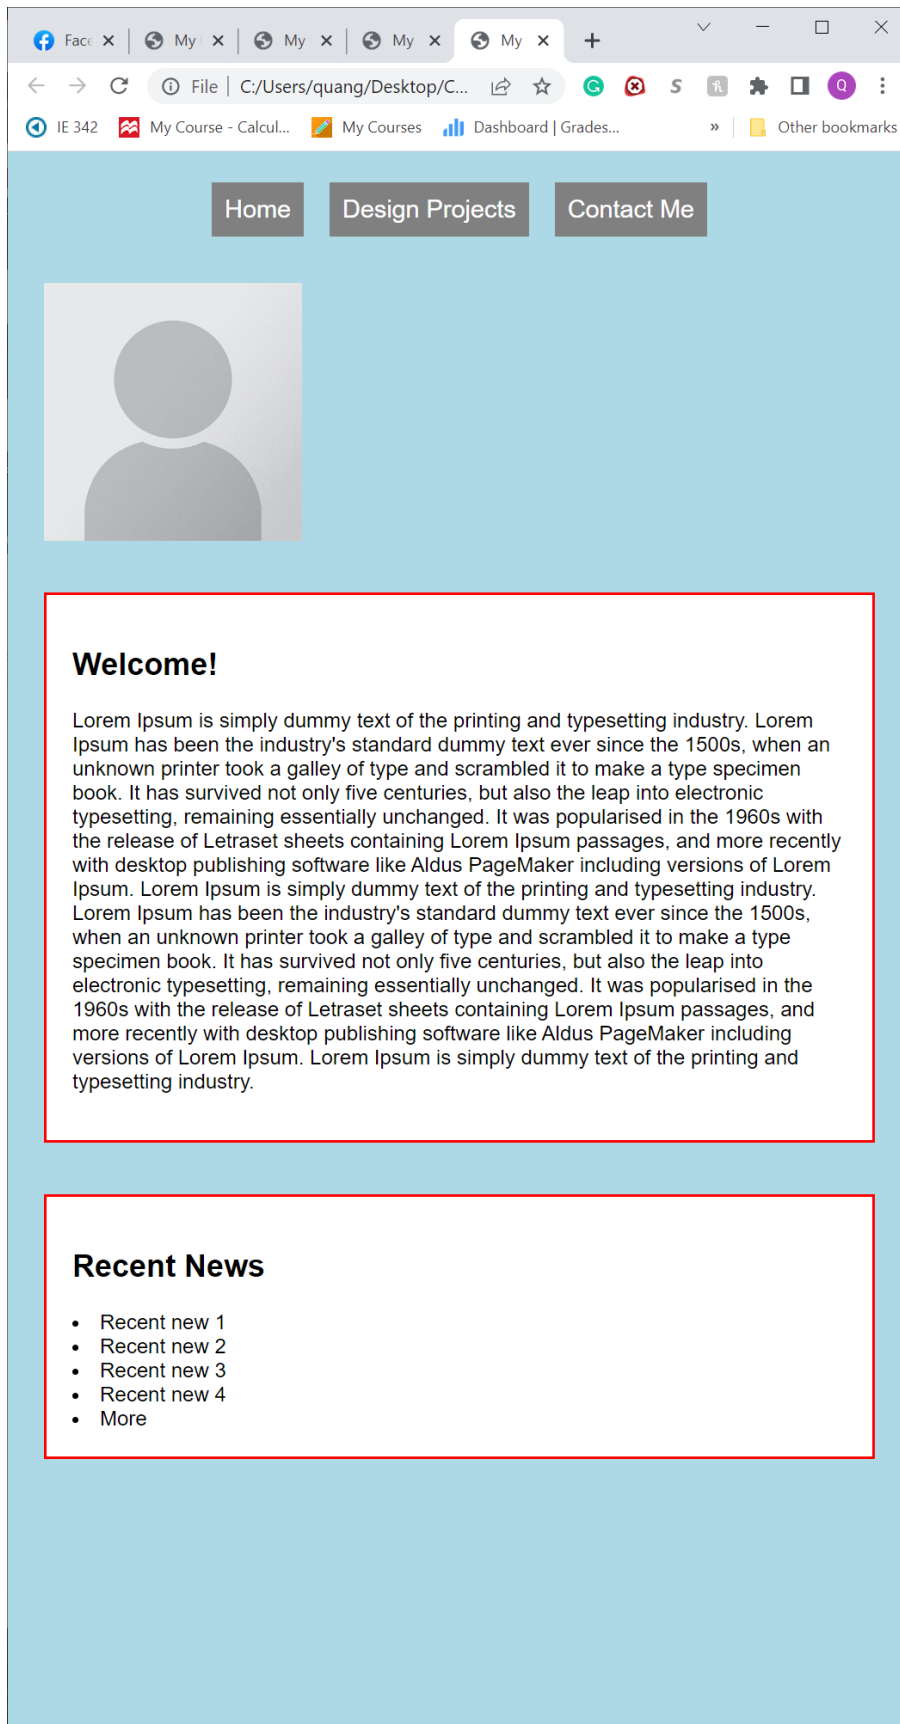 Face
My
My
My
My
File
C:/Users/quang/Desktop/C...
G
S
Q
IE 342
My Course - Calcul...
My Courses
Dashboard | Grades...
»
Other bookmarks
Home
Design Projects
Contact Me
Welcome!
Lorem Ipsum is simply dummy text of the printing and typesetting industry. Lorem
Ipsum has been the industry's standard dummy text ever since the 1500s, when an
unknown printer took a galley of type and scrambled it to make a type specimen
book. It has survived not only five centuries, but also the leap into electronic
typesetting, remaining essentially unchanged. It was popularised in the 1960s with
the release of Letraset sheets containing Lorem Ipsum passages, and more recently
with desktop publishing software like Aldus PageMaker including versions of Lorem
Ipsum. Lorem Ipsum is simply dummy text of the printing and typesetting industry.
Lorem Ipsum has been the industry's standard dummy text ever since the 1500s,
when an unknown printer took a galley of type and scrambled it to make a type
specimen book. It has survived not only five centuries, but also the leap into
electronic typesetting, remaining essentially unchanged. It was popularised in the
1960s with the release of Letraset sheets containing Lorem Ipsum passages, and
more recently with desktop publishing software like Aldus PageMaker including
versions of Lorem Ipsum. Lorem Ipsum is simply dummy text of the printing and
typesetting industry.
Recent News
Recent new 1
Recent new 2
Recent new 3
Recent new 4
More